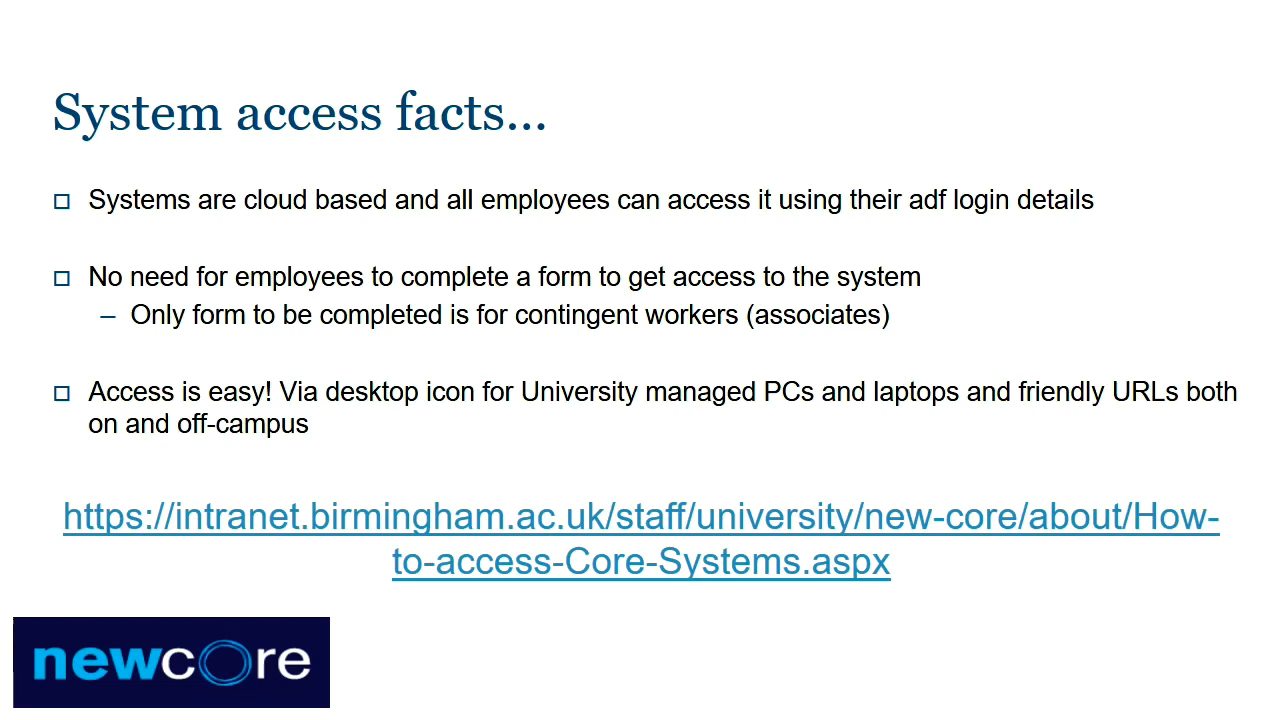 System access facts...
Systems are cloud based and all employees can access it using their adf login details
No need for employees to complete a form to get access to the system
– Only form to be completed is for contingent workers (associates)
Access is easy! Via desktop icon for University managed PCs and laptops and friendly URLs both
on and off-campus
https://intranet.birmingham.ac.uk/staff/university/new-core/about/How-
to-access-Core-Systems.aspx
newcore